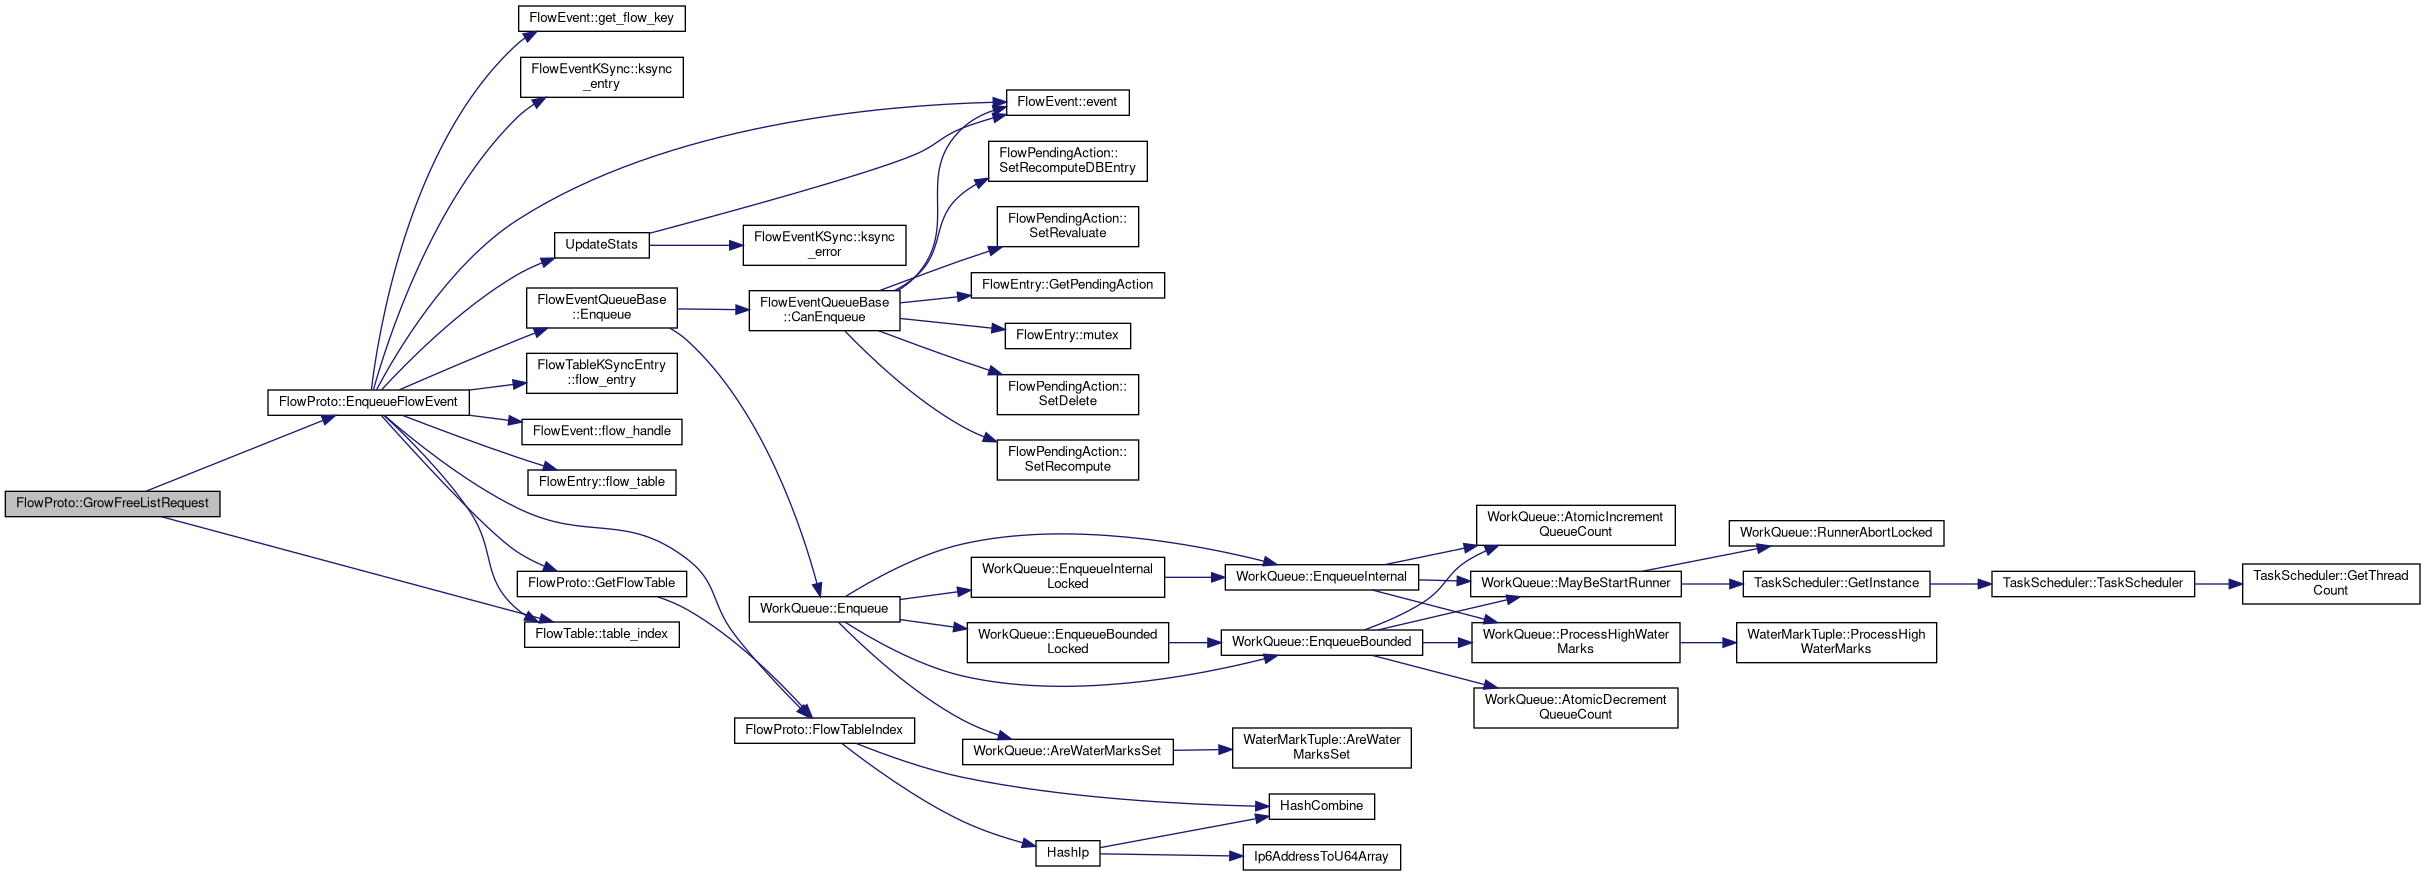 FlowEvent::get_flow_key
FlowEventKSync::ksync
_entry
FlowEvent::event
FlowPendingAction::
SetRecomputeDBEntry
FlowPendingAction::
SetRevaluate
UpdateStats
FlowEventKSync::ksync
_error
FlowEntry::GetPendingAction
FlowEventQueueBase
::Enqueue
FlowEventQueueBase
::CanEnqueue
FlowEntry::mutex
FlowTableKSyncEntry
::flow_entry
FlowPendingAction::
SetDelete
FlowProto::EnqueueFlowEvent
FlowEvent::flow_handle
FlowPendingAction::
SetRecompute
FlowEntry::flow_table
FlowProto::GrowFreeListRequest
WorkQueue::AtomicIncrement
QueueCount
WorkQueue::RunnerAbortLocked
FlowProto::GetFlowTable
WorkQueue::EnqueueInternal
Locked
WorkQueue::EnqueueInternal
WorkQueue::MayBeStartRunner
TaskScheduler::GetInstance
TaskScheduler::TaskScheduler
TaskScheduler::GetThread
Count
WorkQueue::Enqueue
FlowTable::table_index
WorkQueue::EnqueueBounded
Locked
WorkQueue::EnqueueBounded
WorkQueue::ProcessHighWater
Marks
WaterMarkTuple::ProcessHigh
WaterMarks
WorkQueue::AtomicDecrement
QueueCount
FlowProto::FlowTableIndex
WorkQueue::AreWaterMarksSet
WaterMarkTuple::AreWater
MarksSet
HashCombine
HashIp
Ip6AddressToU64Array